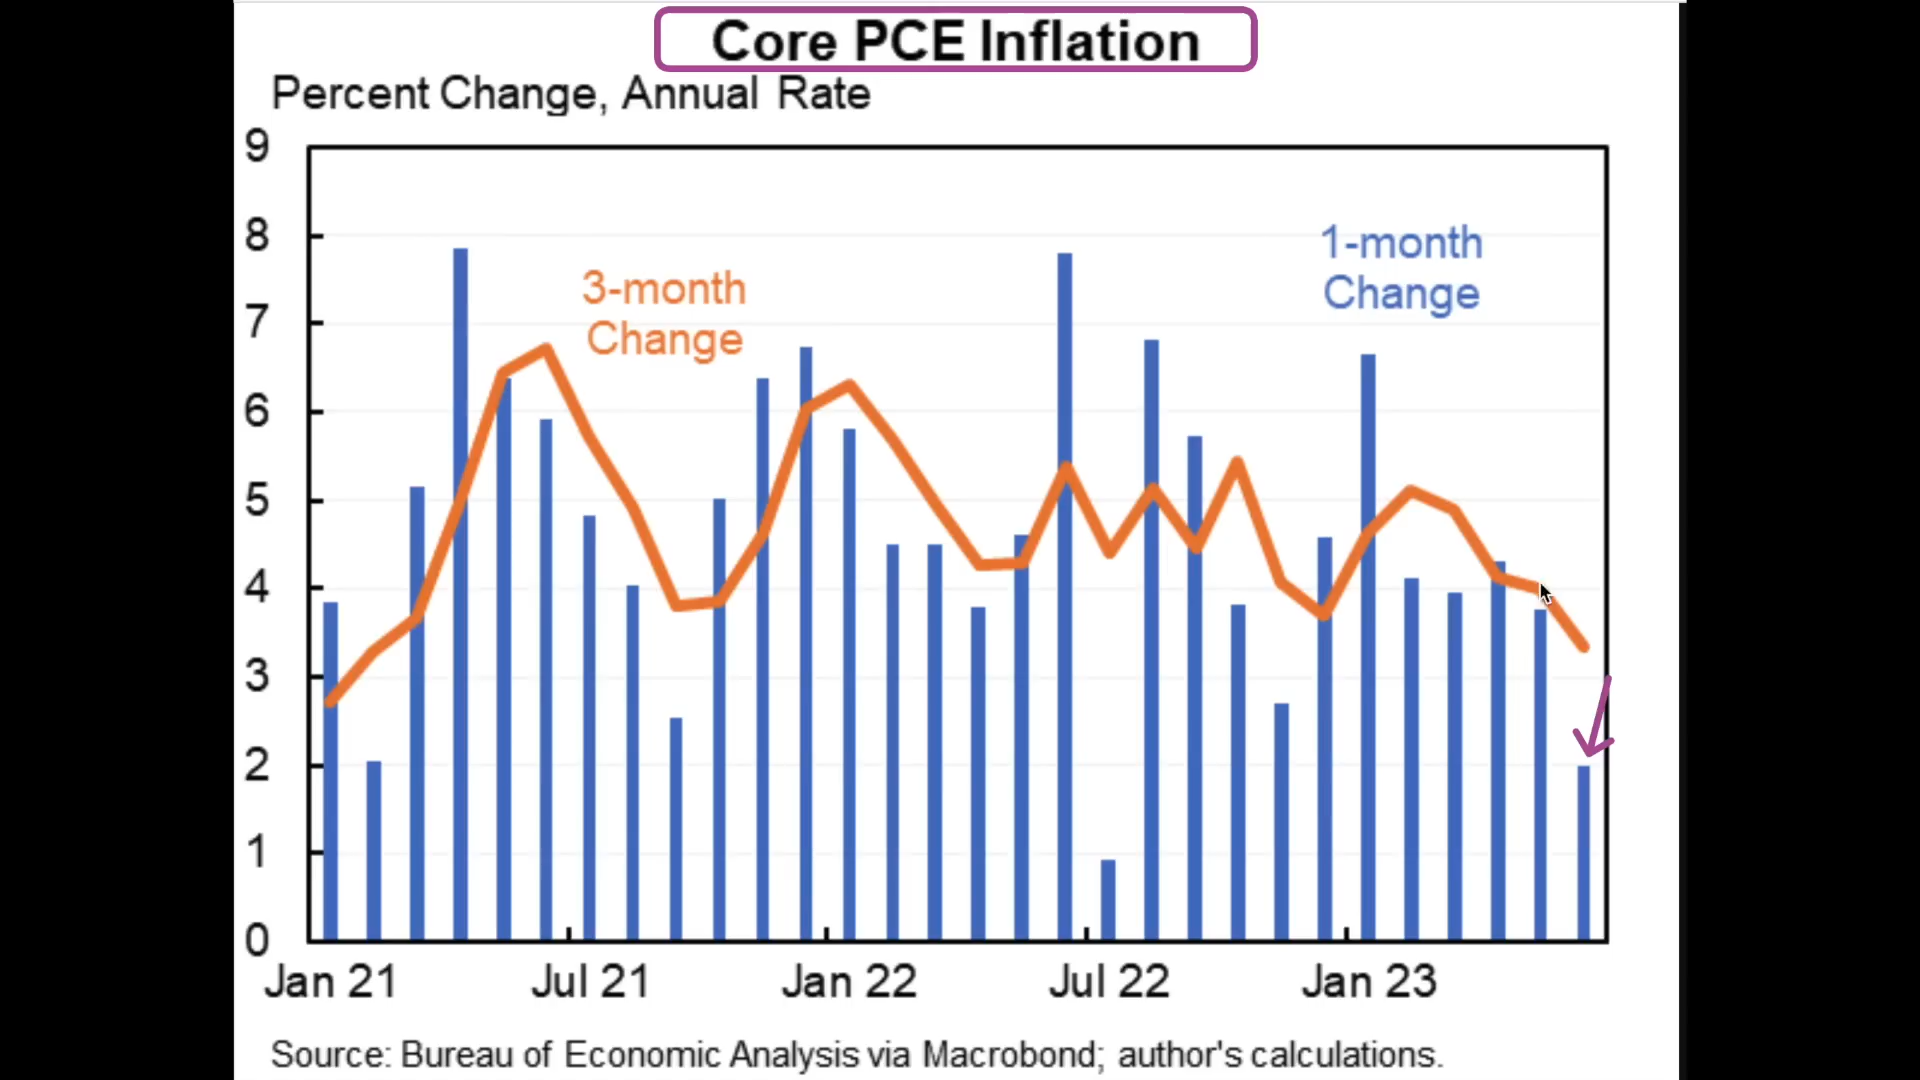 Core PCE Inflation
Percent Change, Annual Rate
9
8
7
6
5
4
3
2
1
0
3-month
Change
1-month
Change
Jan 21 Jul 21 Jan 22 Jul 22 Jan 23
Source: Bureau of Economic Analysis via Macrobond; author's calculations.